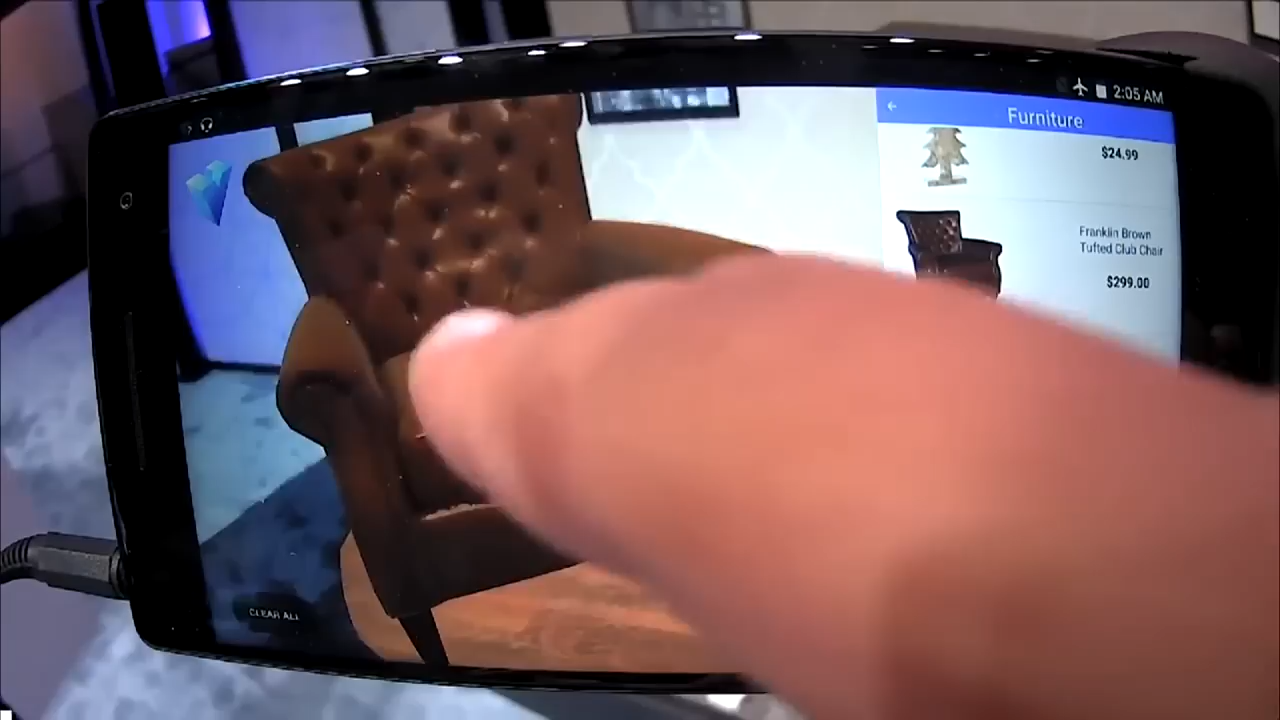 2:05 AM
Furniture
$24.99
Franklin Brown
Tufted Club Chair
$299.00
CLEAR ALL